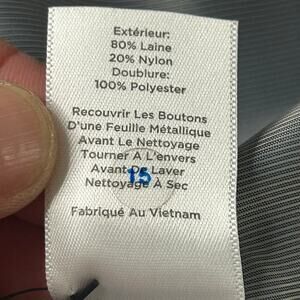 Extérieur:
80% Laine
20% Nylon
Doublure:
100% Polyester
Recouvrir Les Boutons
D'une Feuille Métallique
Avant Le Nettoyage
Tourner À L'envers
Avant De Laver
15
Nettoyage À Sec
Fabriqué Au Vietnam